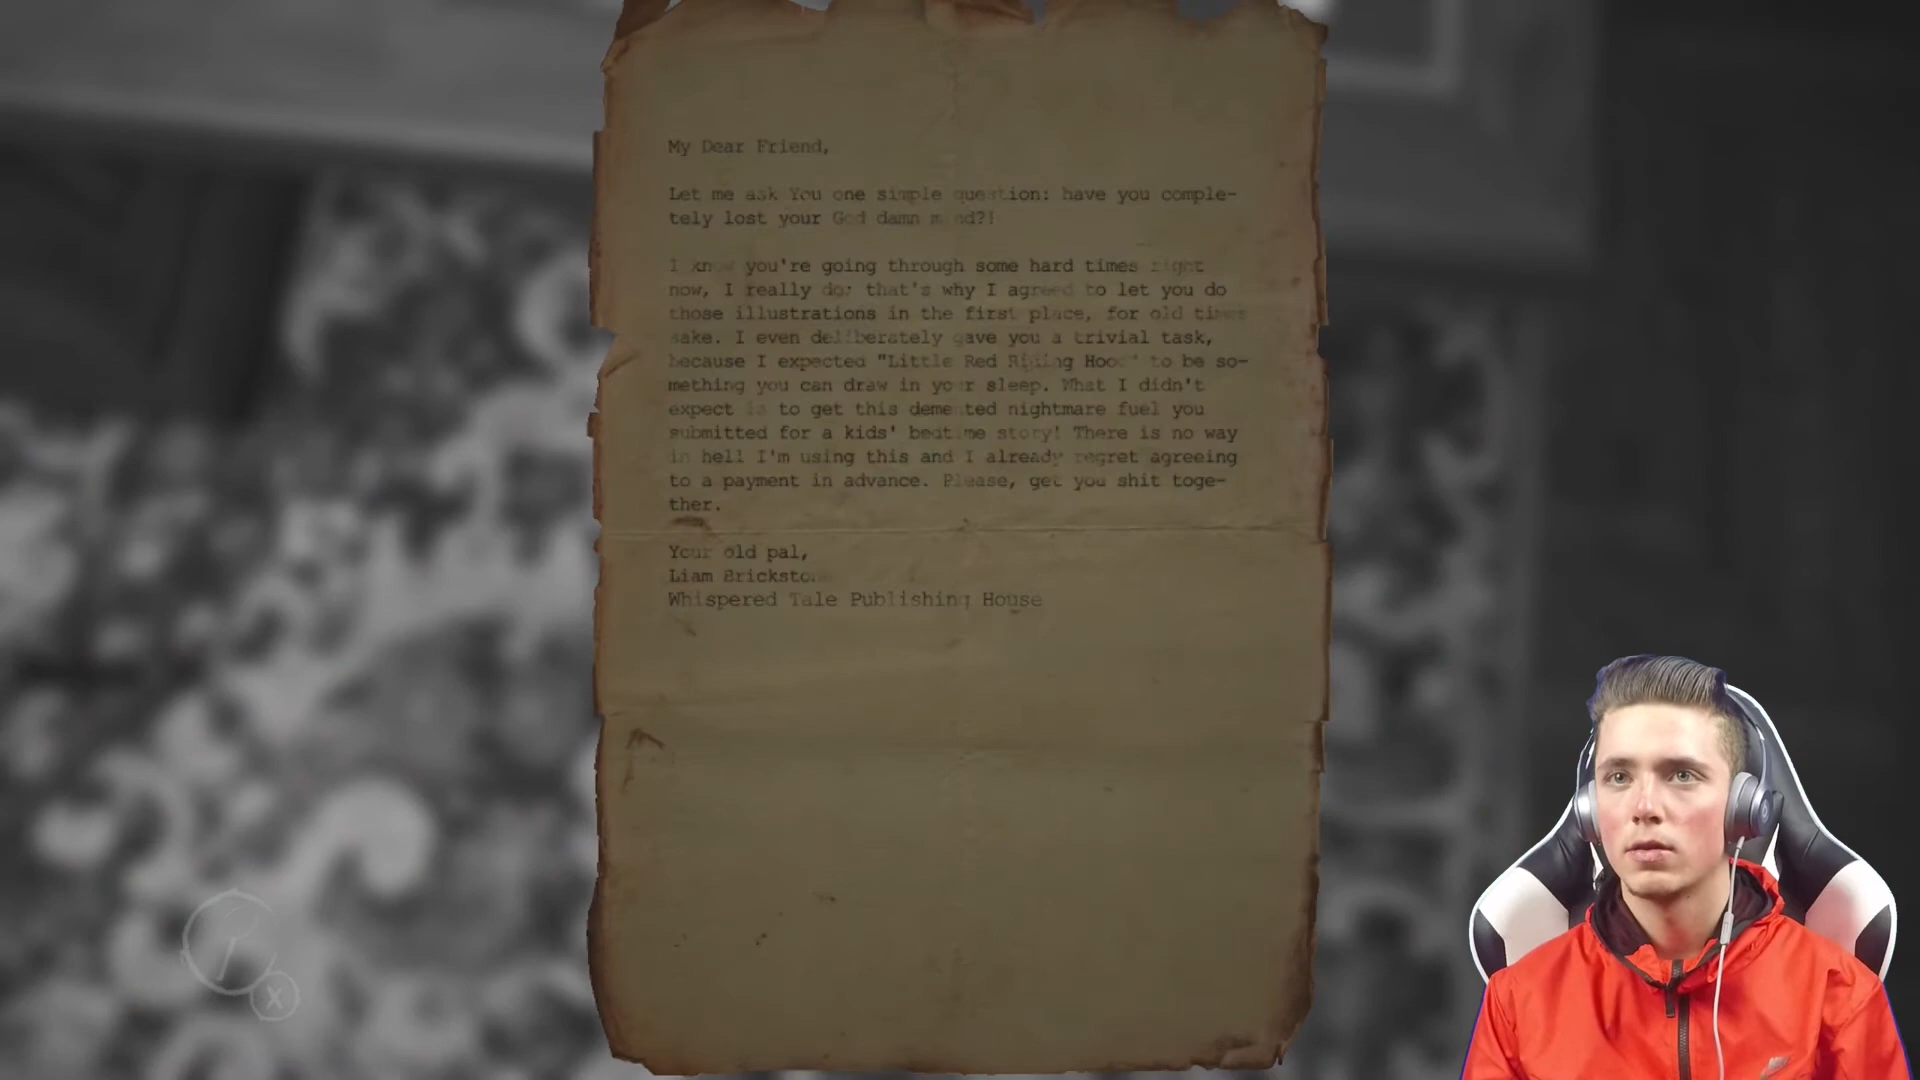 My Dear Friend,
Let me ask You one simple question: have you comple-
tely lost your God damn mind?!
I know you're going through some hard times right
now, I really do; that's why I agreed to let you do
those illustrations in the first place, for old times
sake. I even deliberately gave you a trivial task,
because I expected "Little Red Riding Hood" to be so-
mething you can draw in your sleep. What I didn't
expect is to get this demented nightmare fuel you
submitted for a kids' bedtime story! There is no way
in hell I'm using this and I already regret agreeing
to a payment in advance. Please, get you shit toge-
ther.
Your old pal,
Liam Brickstone
Whispered Tale Publishing House
X